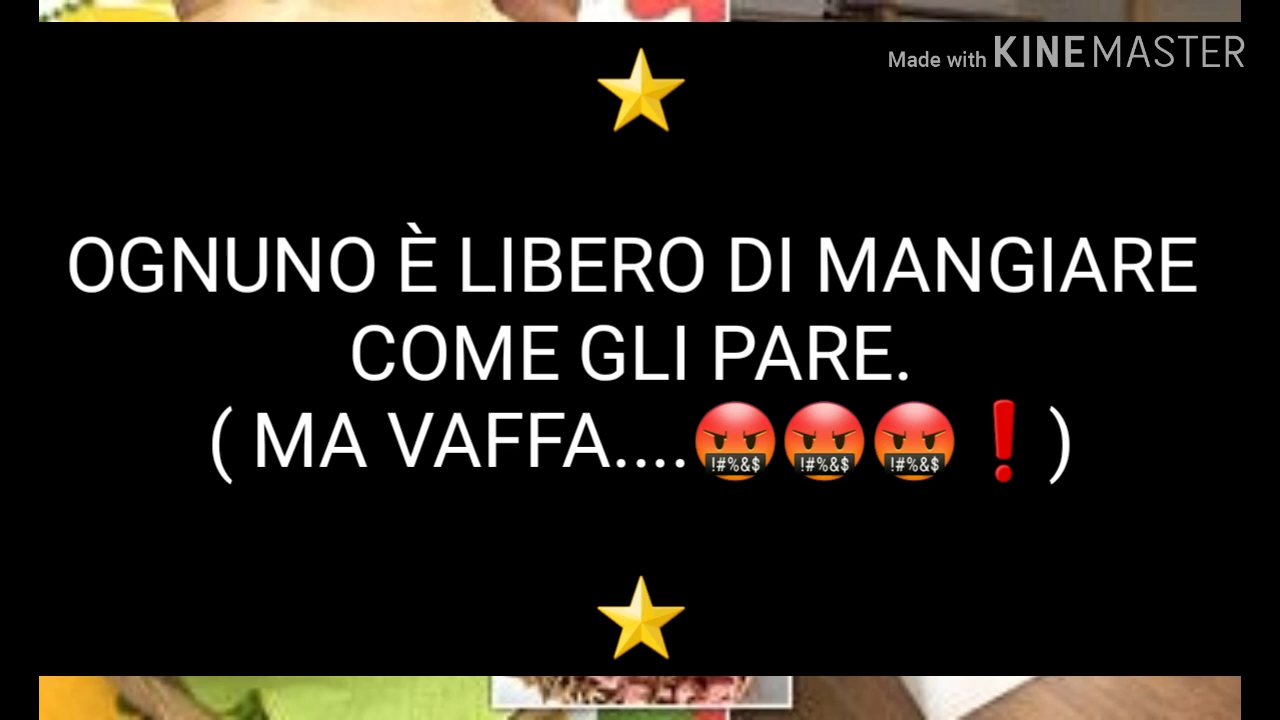 Made with KINEMASTER
OGNUNO È LIBERO DI MANGIARE
COME GLI PARE.
( MA VAFFA....🤬🤬🤬❗)